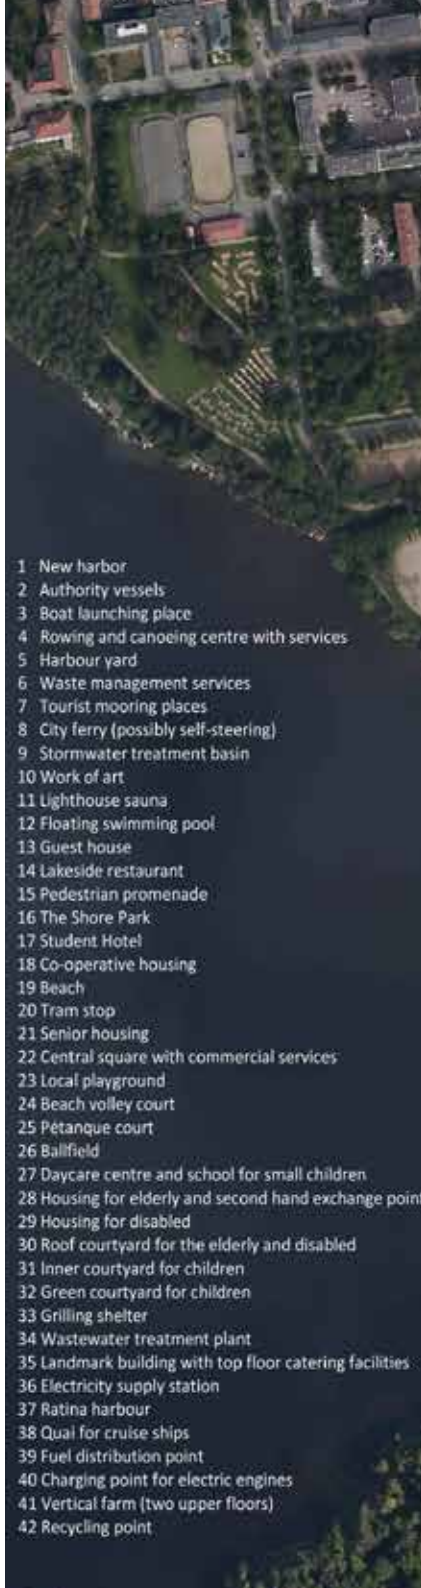 1 New harbor
2 Authority vessels
3 Boat launching place
4 Rowing and canoeing centre with services
5 Harbour yard
6 Waste management services
7 Tourist mooring places
8 City ferry (possibly self-steering)
9 Stormwater treatment basin
10 Work of art
11 Lighthouse sauna
12 Floating swimming pool
13 Guest house
14 Lakeside restaurant
15 Pedestrian promenade
16 The Shore Park
17 Student Hotel
18 Co-operative housing
19 Beach
20 Tram stop
21 Senior housing
22 Central square with commercial services
23 Local playground
24 Beach volley court
25 Pétanque court
26 Ballfield
27 Daycare centre and school for small children
28 Housing for elderly and second hand exchange point
29 Housing for disabled
30 Roof courtyard for the elderly and disabled
31 Inner courtyard for children
32 Green courtyard for children
33 Grilling shelter
34 Wastewater treatment plant
35 Landmark building with top floor catering facilities
36 Electricity supply station
37 Ratina harbour
38 Quai for cruise ships
39 Fuel distribution point
40 Charging point for electric engines
41 Vertical farm (two upper floors)
42 Recycling point